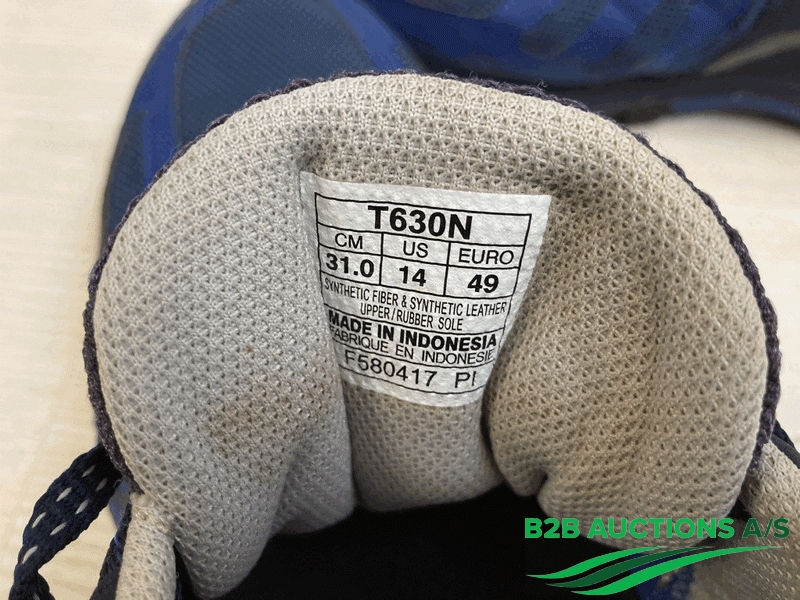 T630N
CM US EURO
31.0 14 49
SYNTHETIC FIBER & SYNTHETIC LEATHER
UPPER/RUBBER SOLE
MADE IN INDONESIA
FABRIQUE EN INDONESIE
F580417 PI
B2B AUCTIONS A/S